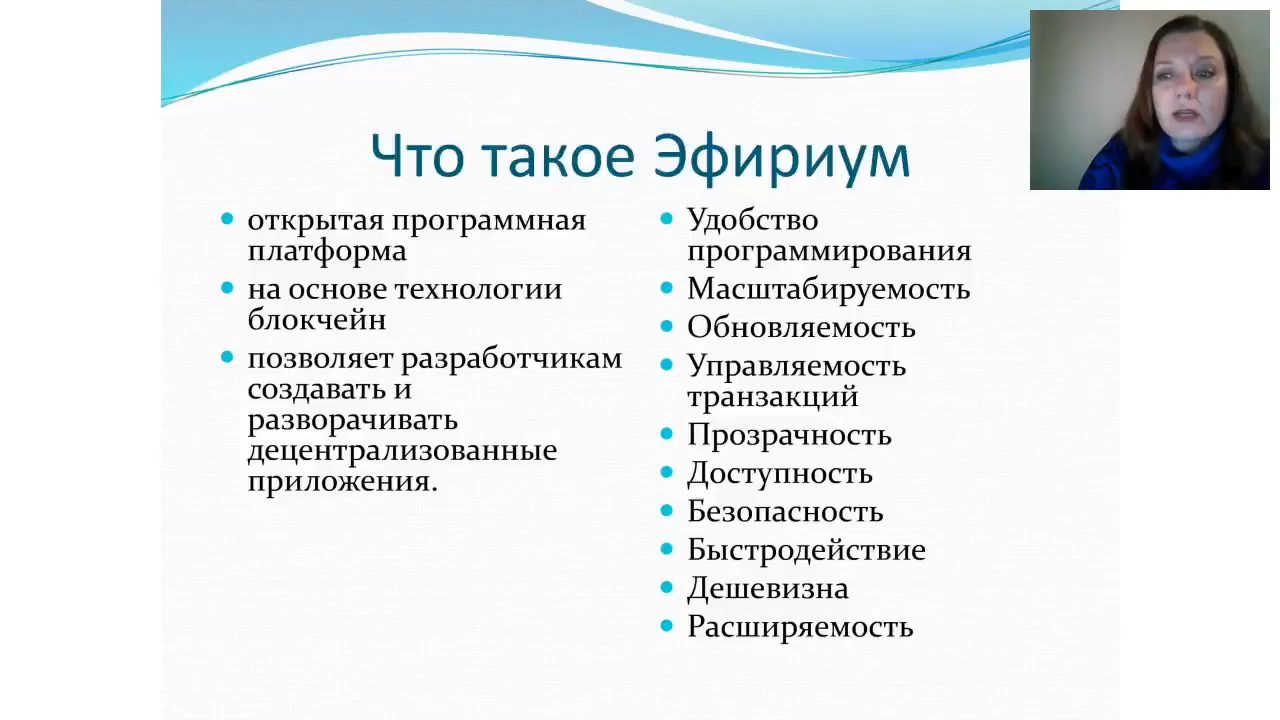 Что такое Эфириум
открытая программная
платформа
на основе технологии
блокчейн
позволяет разработчикам
создавать и
разворачивать
децентрализованные
приложения.
Удобство
программирования
Масштабируемость
Обновляемость
Управляемость
транзакций
Прозрачность
Доступность
Безопасность
Быстродействие
Дешевизна
Расширяемость